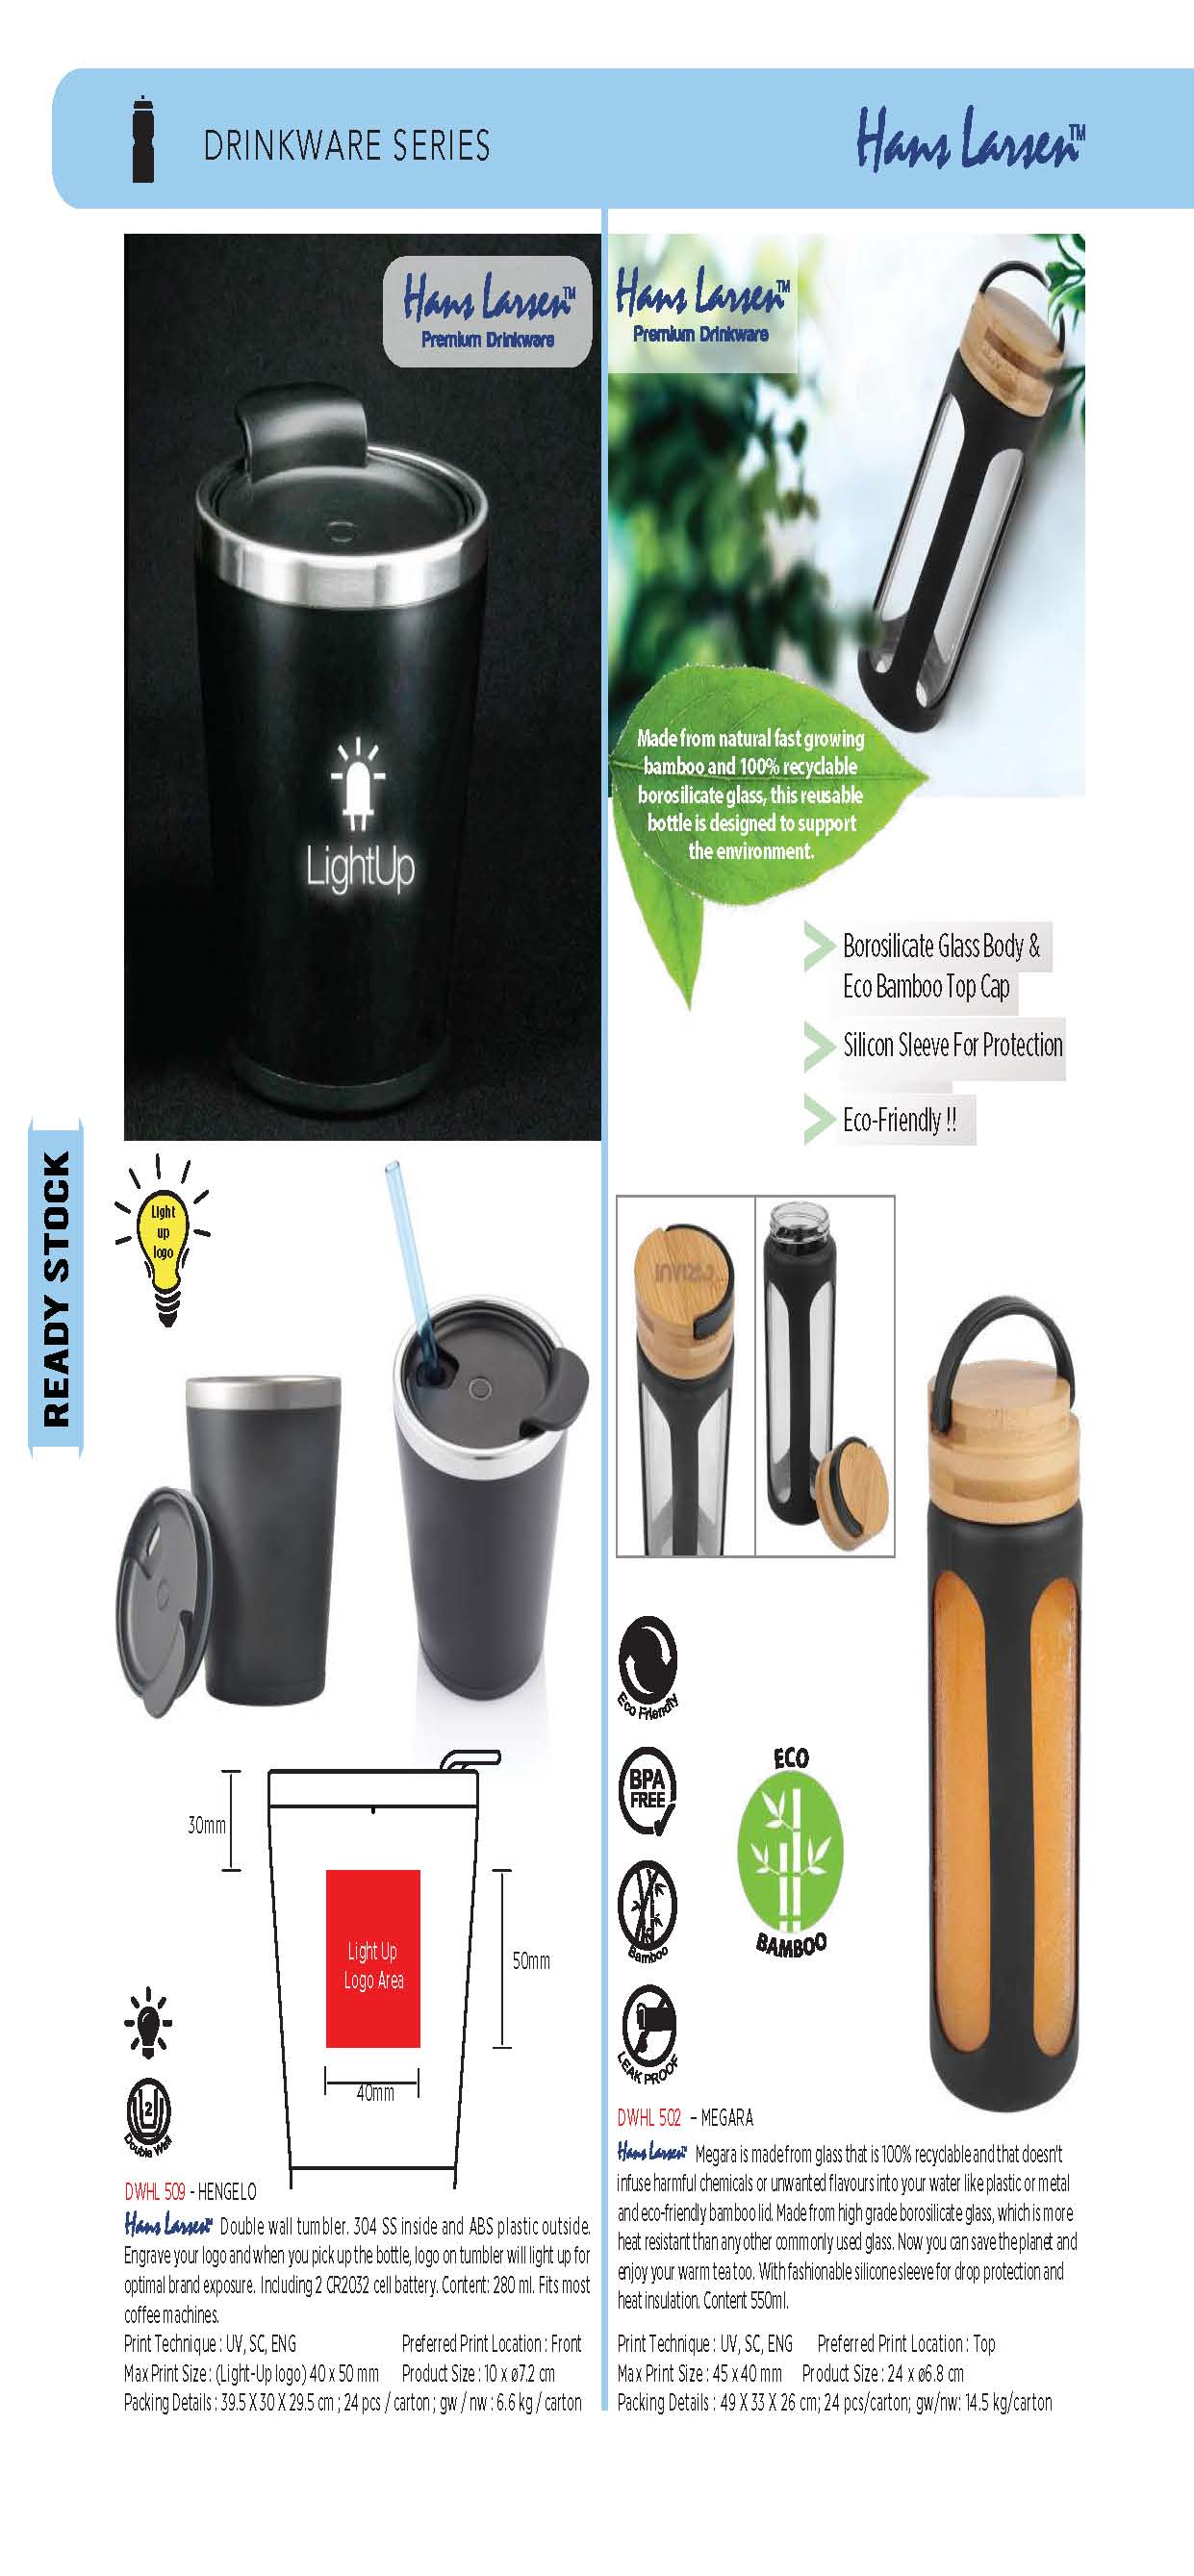 DRINKWARE SERIES
Hans Larsen™
Hans Larsen™
Premium Drinkware
LightUp
READY STOCK
Light
up
logo
30mm
Light Up
Logo Area
50mm
40mm
2
Double Wall
DWHL 509 - HENGELO
Hans Larsen™ Double wall tumbler. 304 SS inside and ABS plastic outside.
Engrave your logo and when you pick up the bottle, logo on tumbler will light up for
optimal brand exposure. Including 2 CR2032 cell battery. Content: 280 ml. Fits most
coffee machines.
Print Technique : UV, SC, ENG Preferred Print Location : Front
Max Print Size : (Light-Up logo) 40 x 50 mm Product Size : 10 x ø7.2 cm
Packing Details : 39.5 X 30 X 29.5 cm ; 24 pcs / carton ; gw / nw : 6.6 kg / carton
Hans Larsen™
Premium Drinkware
Made from natural fast growing
bamboo and 100% recyclable
borosilicate glass, this reusable
bottle is designed to support
the environment.
Borosilicate Glass Body &
Eco Bamboo Top Cap
Silicon Sleeve For Protection
Eco-Friendly !!
Eco Friendly
BPA
FREE
Bamboo
LEAK PROOF
ECO
BAMBOO
DWHL 502 – MEGARA
Hans Larsen™ Megara is made from glass that is 100% recyclable and that doesn't
infuse harmful chemicals or unwanted flavours into your water like plastic or metal
and eco-friendly bamboo lid. Made from high grade borosilicate glass, which is more
heat resistant than any other commonly used glass. Now you can save the planet and
enjoy your warm tea too. With fashionable silicone sleeve for drop protection and
heat insulation. Content 550ml.
Print Technique : UV, SC, ENG Preferred Print Location : Top
Max Print Size : 45 x 40 mm Product Size : 24 x ø6.8 cm
Packing Details : 49 X 33 X 26 cm; 24 pcs/carton; gw/nw: 14.5 kg/carton